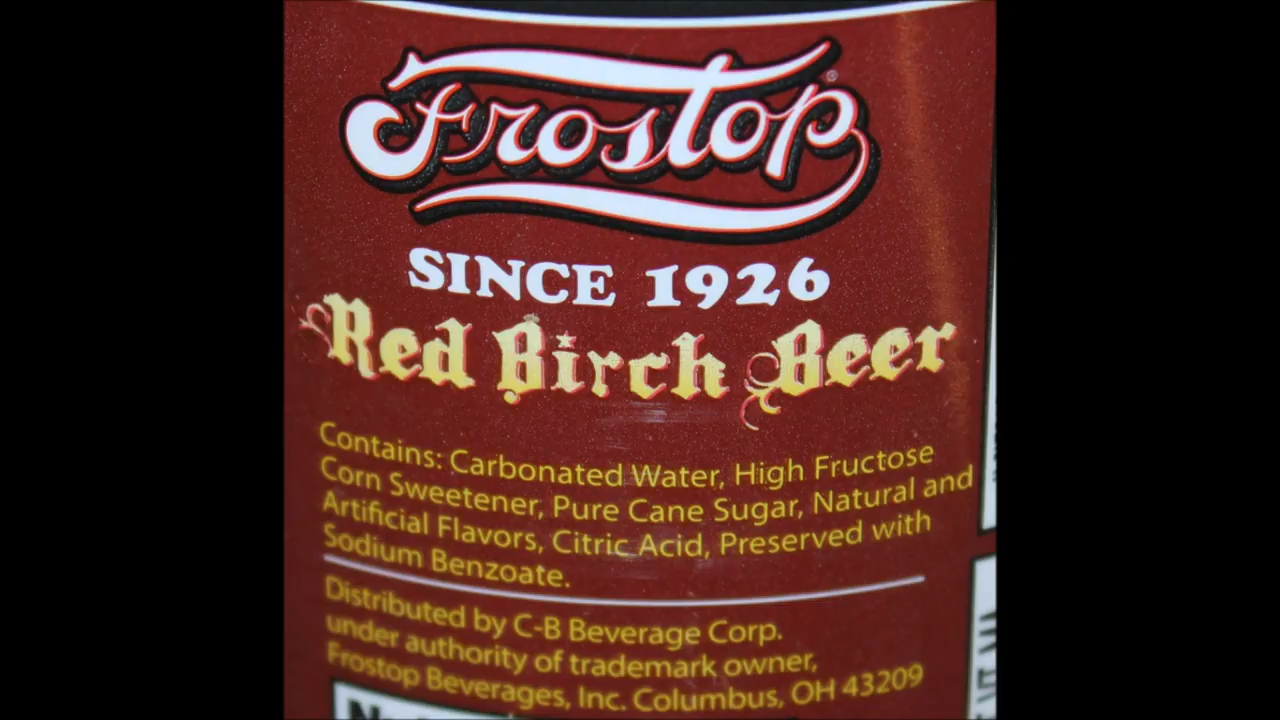 Frostop®
SINCE 1926
Red Birch Beer
Contains: Carbonated Water, High Fructose
Corn Sweetener, Pure Cane Sugar, Natural and
Artificial Flavors, Citric Acid, Preserved with
Sodium Benzoate.
Distributed by C-B Beverage Corp.
under authority of trademark owner,
Frostop Beverages, Inc. Columbus, OH 43209